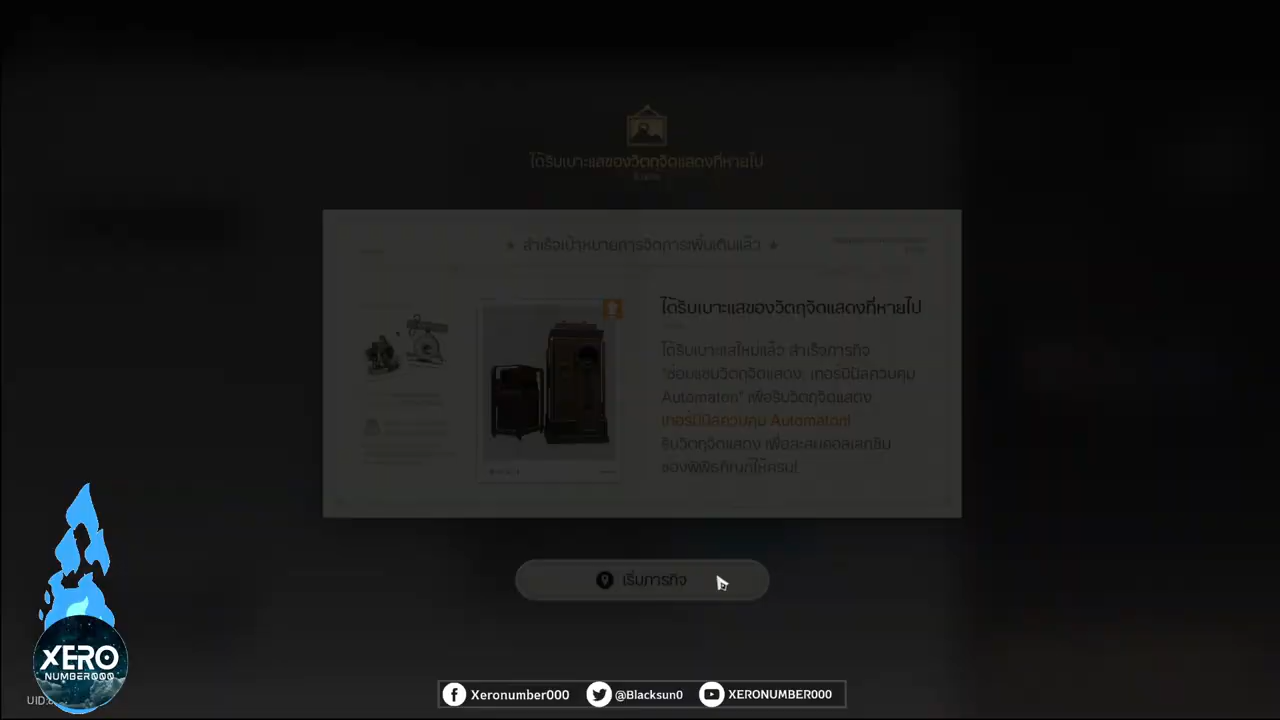 ได้รับเบาะแสของวัตถุจัดแสดงที่หายไป
สำเร็จเป้าหมายการจัดการเพิ่มเติมแล้ว
ได้รับเบาะแสของวัตถุจัดแสดงที่หายไป
ได้รับเบาะแสใหม่แล้ว สำเร็จภารกิจ
"ซ่อมแซมวัตถุจัดแสดง: เทอร์มินัลควบคุม
Automaton" เพื่อรับวัตถุจัดแสดง
เทอร์มินัลควบคุม Automaton!
รับวัตถุจัดแสดง เพื่อสะสมคอลเลกชัน
ของพิพิธภัณฑ์ให้ครบ!
เริ่มภารกิจ
XERO
NUMBER000
UID:
Xeronumber000
@Blacksun0
XERONUMBER000